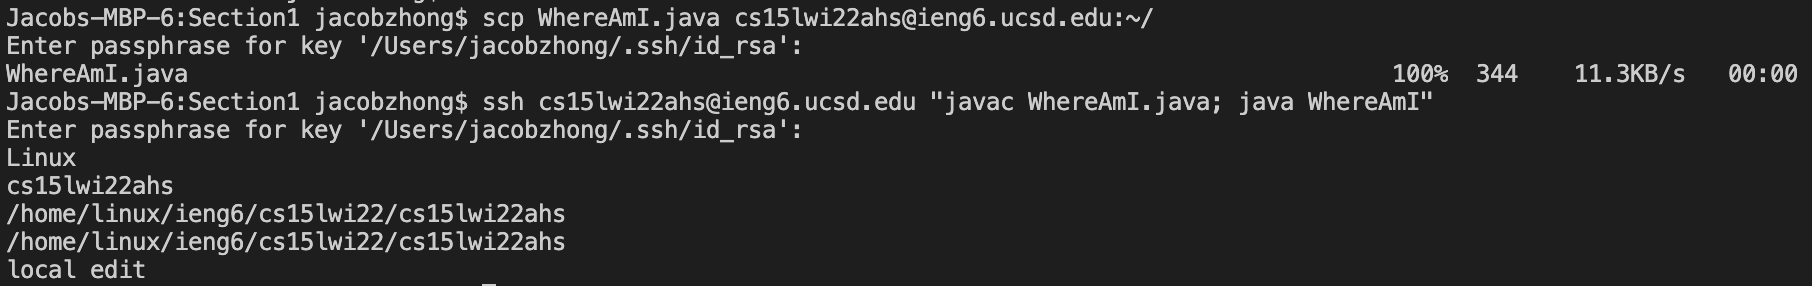 Jacobs-MBP-6:Section1 jacobzhong$ scp WhereAmI.java cs15lwi22ahs@ieng6.ucsd.edu:~/
Enter passphrase for key '/Users/jacobzhong/.ssh/id_rsa':
WhereAmI.java 100% 344 11.3KB/s 00:00
Jacobs-MBP-6:Section1 jacobzhong$ ssh cs15lwi22ahs@ieng6.ucsd.edu "javac WhereAmI.java; java WhereAmI"
Enter passphrase for key '/Users/jacobzhong/.ssh/id_rsa':
Linux
cs15lwi22ahs
/home/linux/ieng6/cs15lwi22/cs15lwi22ahs
/home/linux/ieng6/cs15lwi22/cs15lwi22ahs
local edit